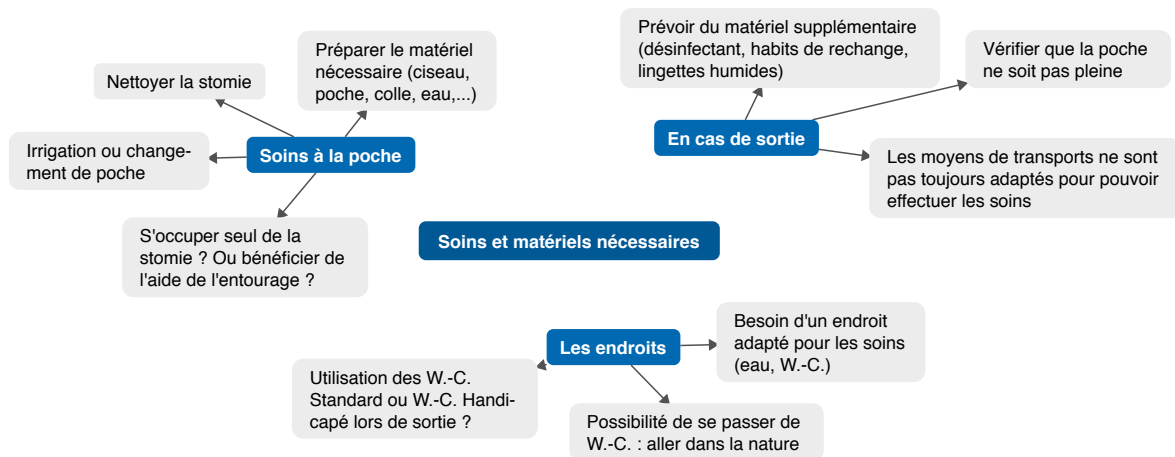 Préparer le matériel
nécessaire (ciseau,
poche, colle, eau,...)
Nettoyer la stomie
Soins à la poche
Irrigation ou change-
ment de poche
S'occuper seul de la
stomie ? Ou bénéficier de
l'aide de l'entourage ?
Prévoir du matériel supplémentaire
(désinfectant, habits de rechange,
lingettes humides)
Vérifier que la poche
ne soit pas pleine
En cas de sortie
Les moyens de transports ne sont
pas toujours adaptés pour pouvoir
effectuer les soins
Soins et matériels nécessaires
Les endroits
Besoin d'un endroit
adapté pour les soins
(eau, W.-C.)
Utilisation des W.-C.
Standard ou W.-C. Handi-
capé lors de sortie ?
Possibilité de se passer de
W.-C. : aller dans la nature